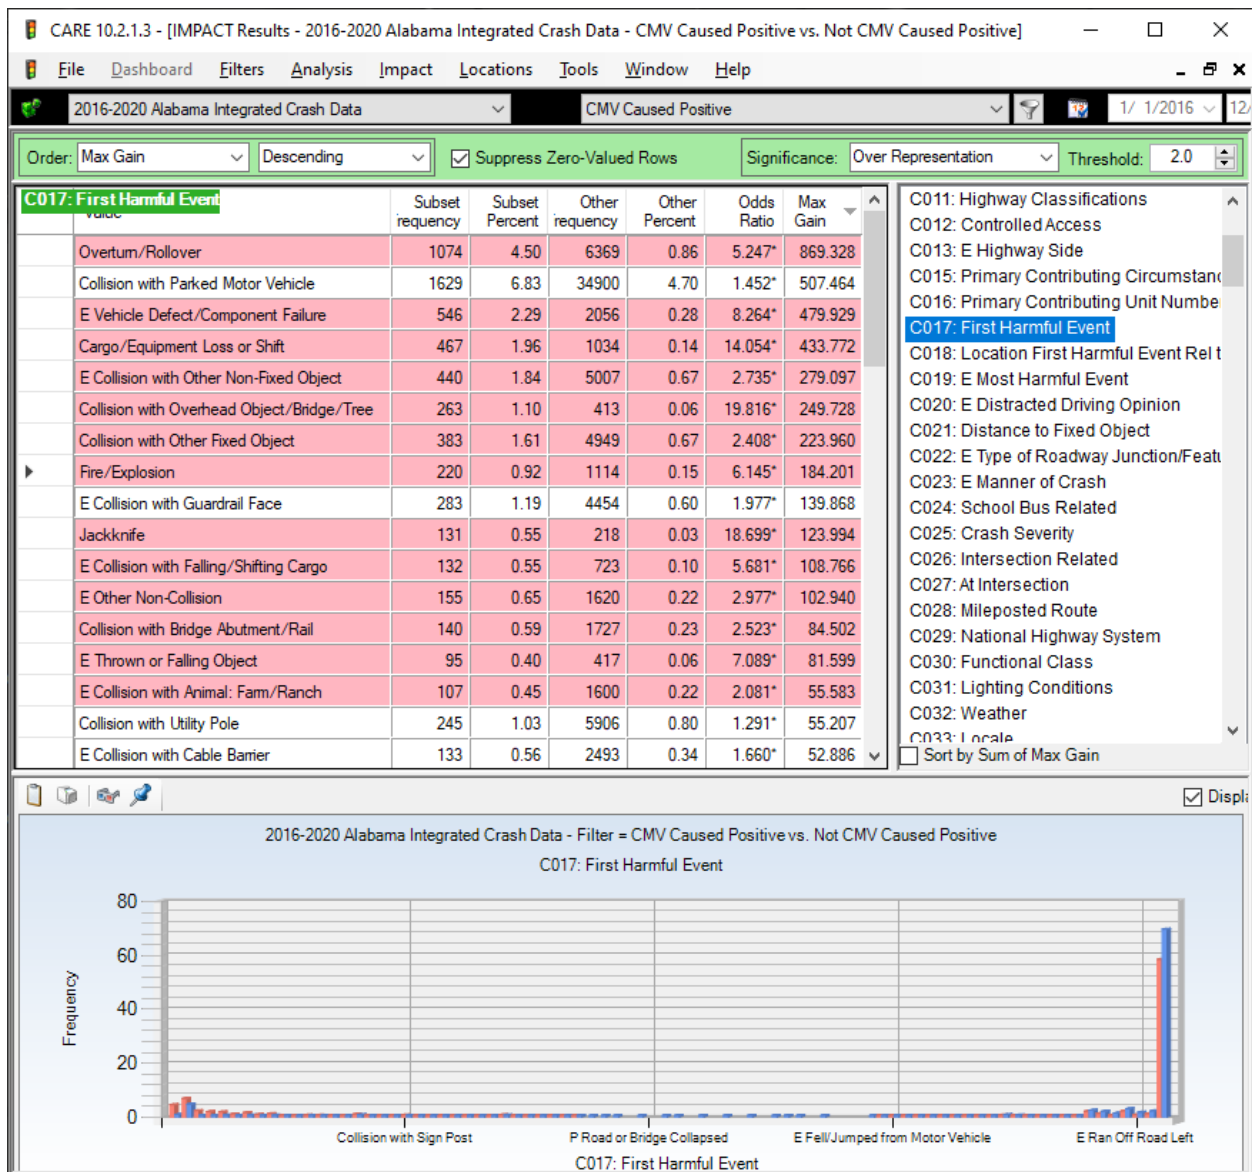 CARE 10.2.1.3 - [IMPACT Results - 2016-2020 Alabama Integrated Crash Data - CMV Caused Positive vs. Not CMV Caused Positive]
File Dashboard Filters Analysis Impact Locations Tools Window Help
2016-2020 Alabama Integrated Crash Data CMV Caused Positive 1/ 1/2016 12/
Order: Max Gain Descending Suppress Zero-Valued Rows Significance: Over Representation Threshold: 2.0
C017: First Harmful Event
Subset Frequency Subset Percent Other Frequency Other Percent Odds Ratio Max Gain
Overturn/Rollover 1074 4.50 6369 0.86 5.247* 869.328
Collision with Parked Motor Vehicle 1629 6.83 34900 4.70 1.452* 507.464
E Vehicle Defect/Component Failure 546 2.29 2056 0.28 8.264* 479.929
Cargo/Equipment Loss or Shift 467 1.96 1034 0.14 14.054* 433.772
E Collision with Other Non-Fixed Object 440 1.84 5007 0.67 2.735* 279.097
Collision with Overhead Object/Bridge/Tree 263 1.10 413 0.06 19.816* 249.728
Collision with Other Fixed Object 383 1.61 4949 0.67 2.408* 223.960
Fire/Explosion 220 0.92 1114 0.15 6.145* 184.201
E Collision with Guardrail Face 283 1.19 4454 0.60 1.977* 139.868
Jackknife 131 0.55 218 0.03 18.699* 123.994
E Collision with Falling/Shifting Cargo 132 0.55 723 0.10 5.681* 108.766
E Other Non-Collision 155 0.65 1620 0.22 2.977* 102.940
Collision with Bridge Abutment/Rail 140 0.59 1727 0.23 2.523* 84.502
E Thrown or Falling Object 95 0.40 417 0.06 7.089* 81.599
E Collision with Animal: Farm/Ranch 107 0.45 1600 0.22 2.081* 55.583
Collision with Utility Pole 245 1.03 5906 0.80 1.291* 55.207
E Collision with Cable Barrier 133 0.56 2493 0.34 1.660* 52.886
C011: Highway Classifications
C012: Controlled Access
C013: E Highway Side
C015: Primary Contributing Circumstanc
C016: Primary Contributing Unit Number
C017: First Harmful Event
C018: Location First Harmful Event Rel t
C019: E Most Harmful Event
C020: E Distracted Driving Opinion
C021: Distance to Fixed Object
C022: E Type of Roadway Junction/Featu
C023: E Manner of Crash
C024: School Bus Related
C025: Crash Severity
C026: Intersection Related
C027: At Intersection
C028: Mileposted Route
C029: National Highway System
C030: Functional Class
C031: Lighting Conditions
C032: Weather
C033: Locale
Sort by Sum of Max Gain
Displa
2016-2020 Alabama Integrated Crash Data - Filter = CMV Caused Positive vs. Not CMV Caused Positive
C017: First Harmful Event
Frequency
80
60
40
20
0
Collision with Sign Post P Road or Bridge Collapsed E Fell/Jumped from Motor Vehicle E Ran Off Road Left
C017: First Harmful Event